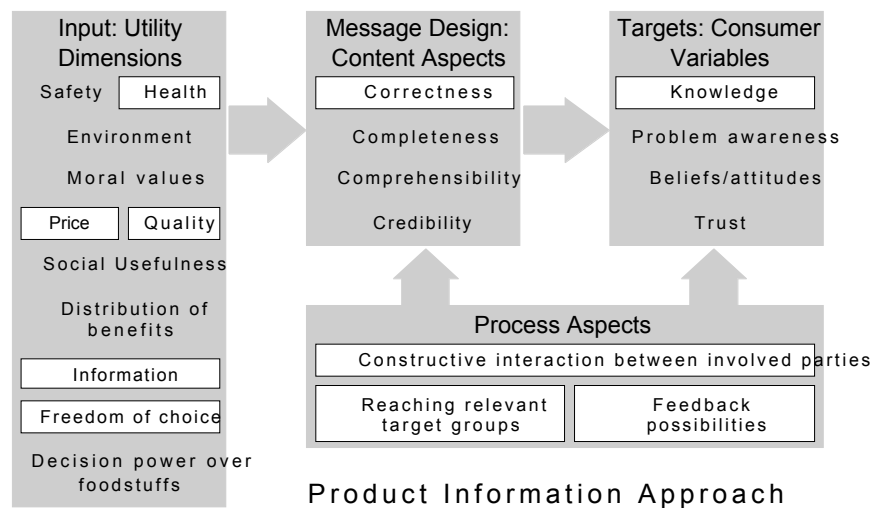 Input: Utility
Dimensions
Safety Health
Environment
Moral values
Price Quality
Social Usefulness
Distribution of
benefits
Information
Freedom of choice
Decision power over
foodstuffs
Message Design:
Content Aspects
Correctness
Completeness
Comprehensibility
Credibility
Targets: Consumer
Variables
Knowledge
Problem awareness
Beliefs/attitudes
Trust
Process Aspects
Constructive interaction between involved parties
Reaching relevant
target groups
Feedback
possibilities
Product Information Approach